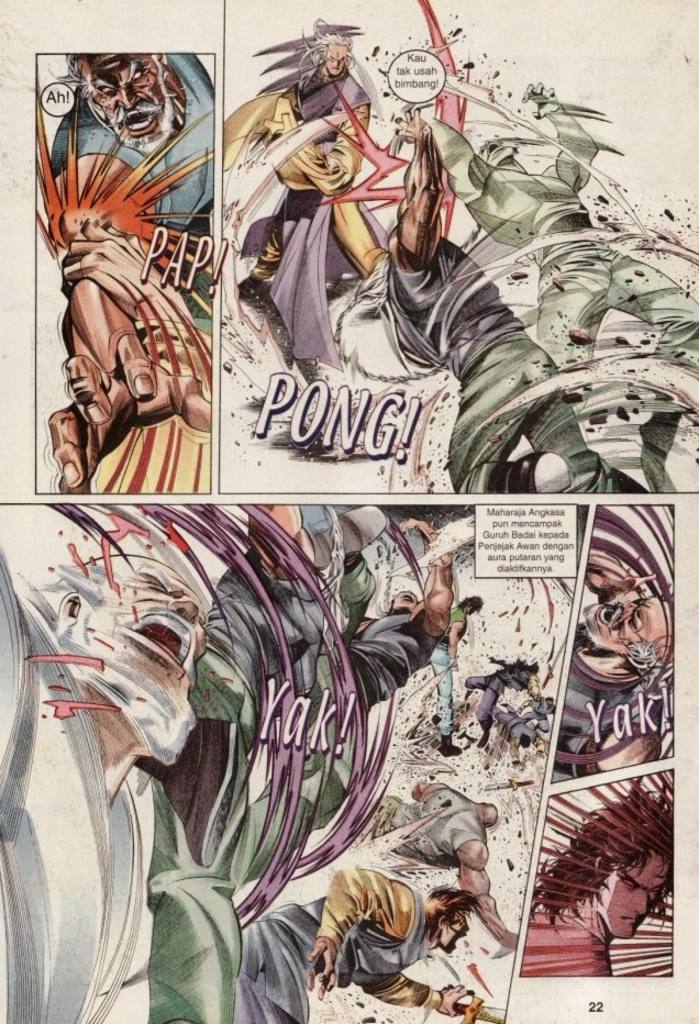 Ah!
PAP!
Kau
tak usah
bimbang!
PONG!
Maharaja Angkasa
pun mencampak
Guruh Badai kepada
Penjejak Awan dengan
aura putaran yang
diaktifkannya.
Yak!
Yak!
22